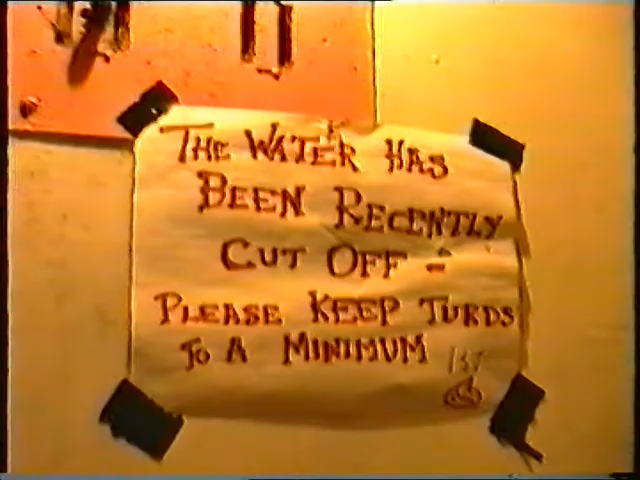 THE WATER HAS
BEEN RECENTLY
CUT OFF -
PLEASE KEEP TURDS
TO A MINIMUM